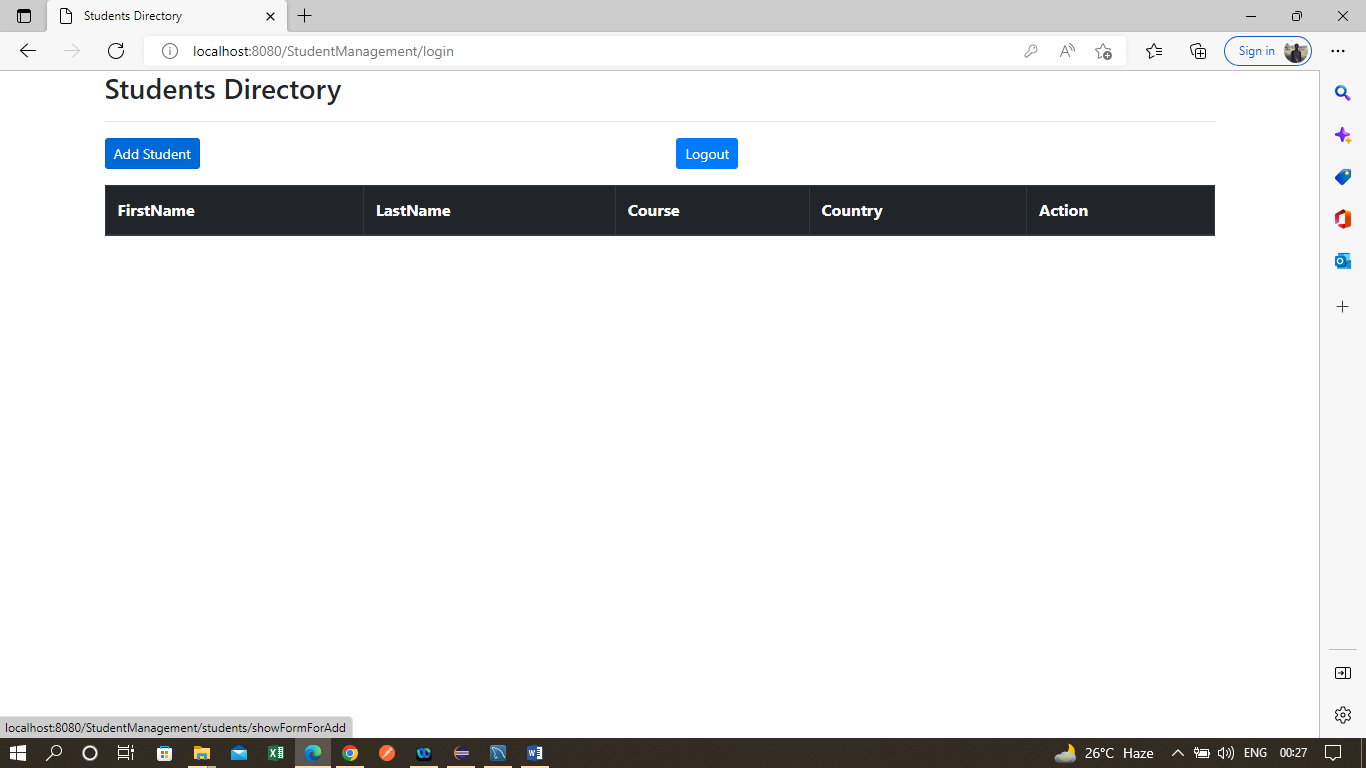 Students Directory
localhost:8080/StudentManagement/login
Sign in
Students Directory
Add Student
Logout
FirstName LastName Course Country Action
localhost:8080/StudentManagement/students/showFormForAdd
26°C Haze ENG 00:27